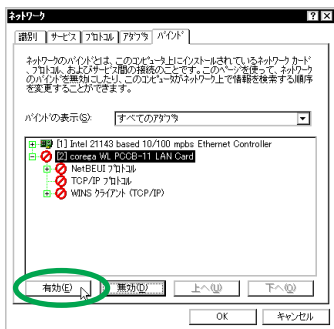 ネットワーク
識別 サービス プロトコル アダプタ バインド
ネットワークのバインドとは、このコンピュータ上にインストールされているネットワーク カード
、プロトコル、およびサービス間の接続のことです。このページを使って、ネットワーク
のバインドを無効にしたり、このコンピュータがネットワーク上で情報を検索する順序
を変更することができます。
バインドの表示(S): すべてのアダプタ
[1] Intel 21143 based 10/100 mpbs Ethernet Controller
[2] corega WL PCCB-11 LAN Card
NetBEUI プロトコル
TCP/IP プロトコル
WINS クライアント (TCP/IP)
有効(E) 無効(D) 上へ(U) 下へ(O)
OK キャンセル